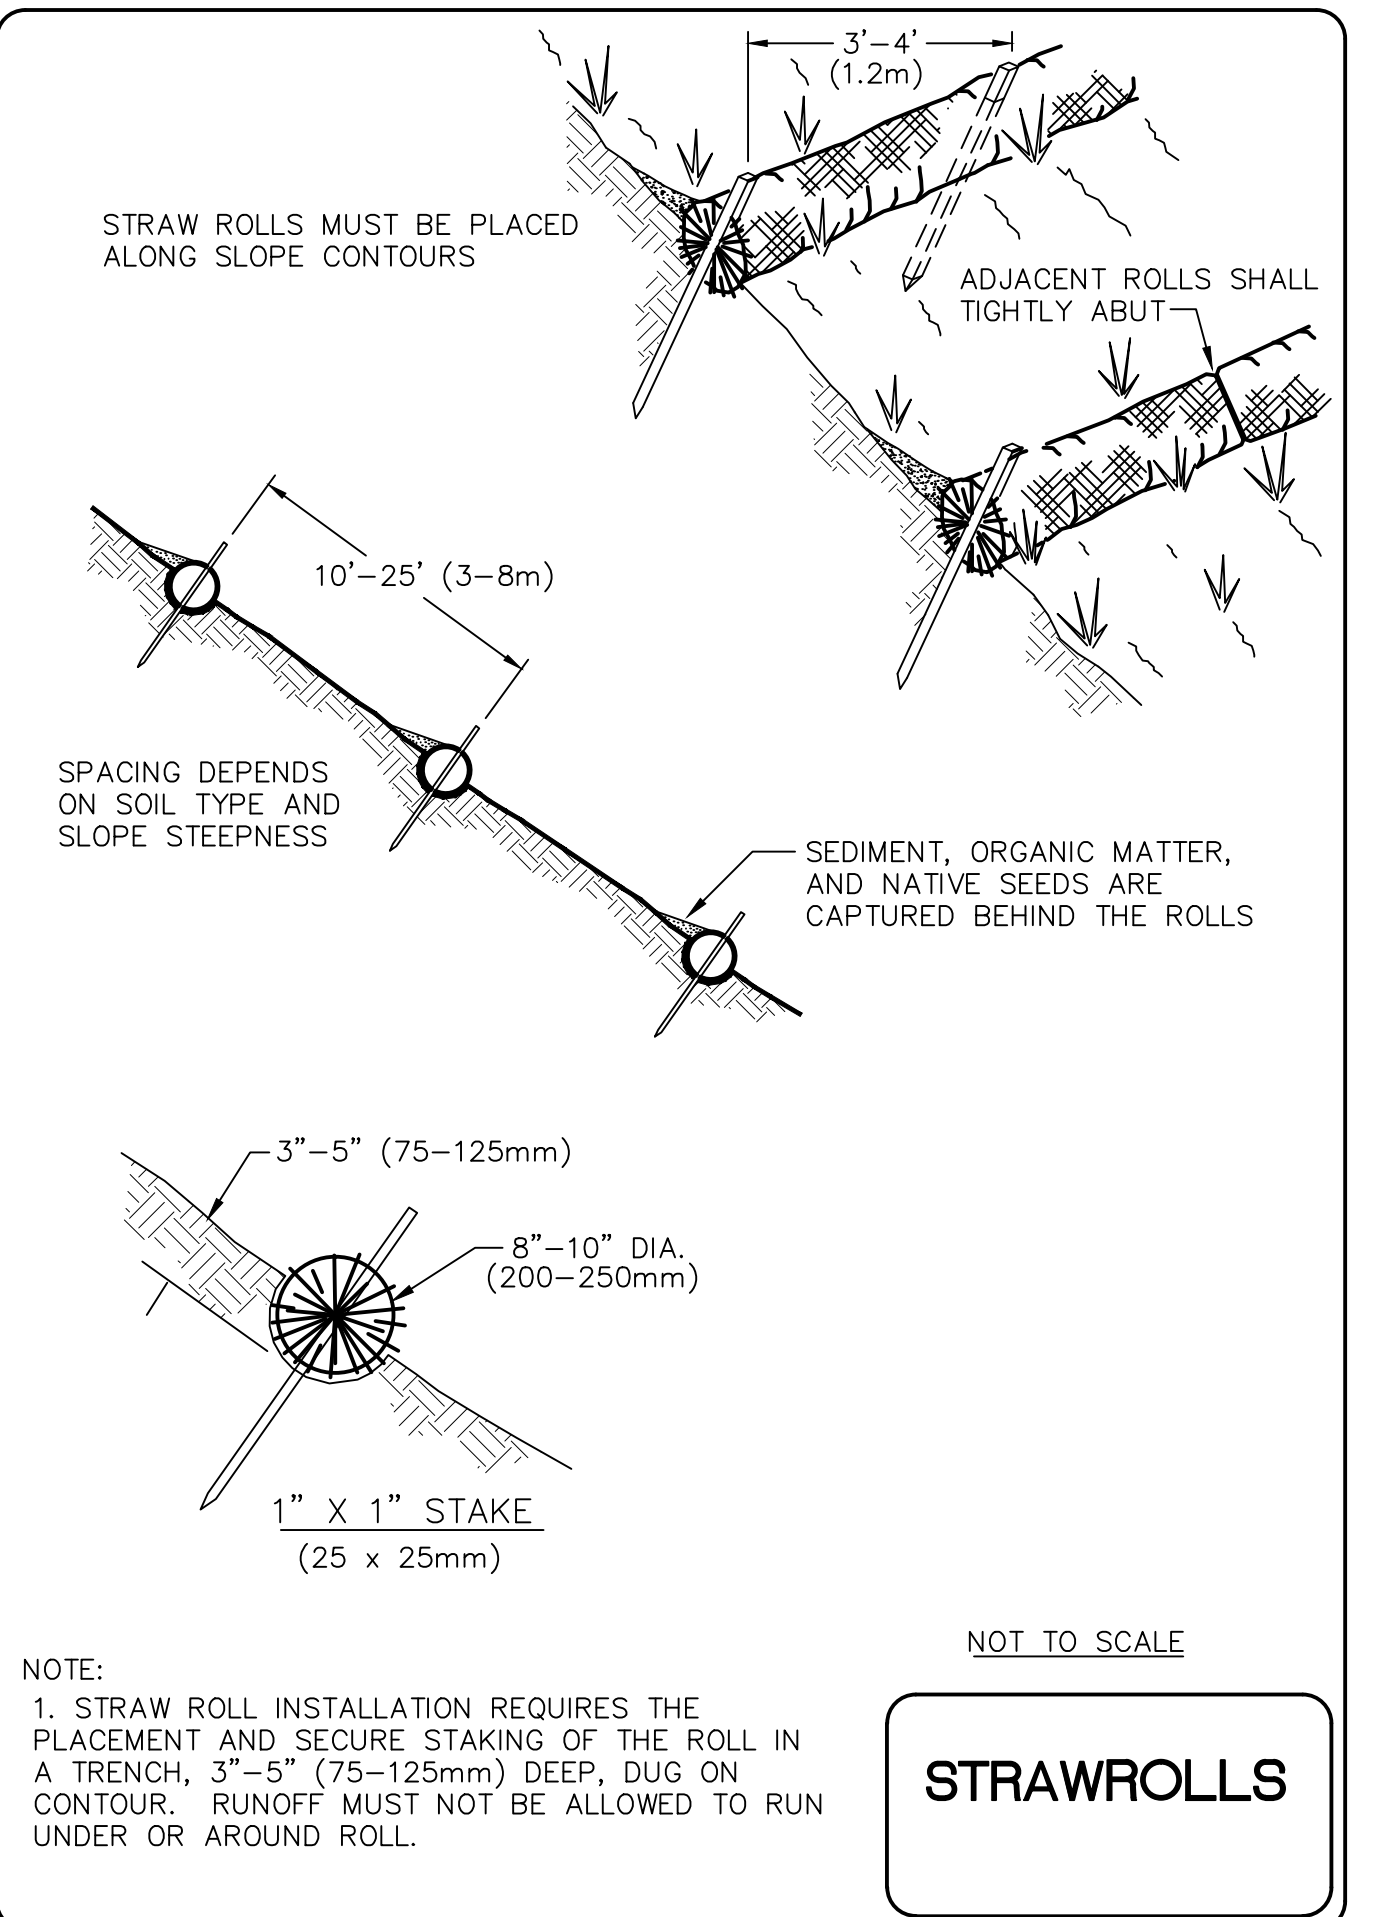 3'-4'
(1.2m)
STRAW ROLLS MUST BE PLACED
ALONG SLOPE CONTOURS
ADJACENT ROLLS SHALL
TIGHTLY ABUT
10'-25' (3-8m)
SPACING DEPENDS
ON SOIL TYPE AND
SLOPE STEEPNESS
SEDIMENT, ORGANIC MATTER,
AND NATIVE SEEDS ARE
CAPTURED BEHIND THE ROLLS
3"-5" (75-125mm)
8"-10" DIA.
(200-250mm)
1" X 1" STAKE
(25 x 25mm)
NOT TO SCALE
NOTE:
1. STRAW ROLL INSTALLATION REQUIRES THE
PLACEMENT AND SECURE STAKING OF THE ROLL IN
A TRENCH, 3"-5" (75-125mm) DEEP, DUG ON
CONTOUR. RUNOFF MUST NOT BE ALLOWED TO RUN
UNDER OR AROUND ROLL.
STRAWROLLS